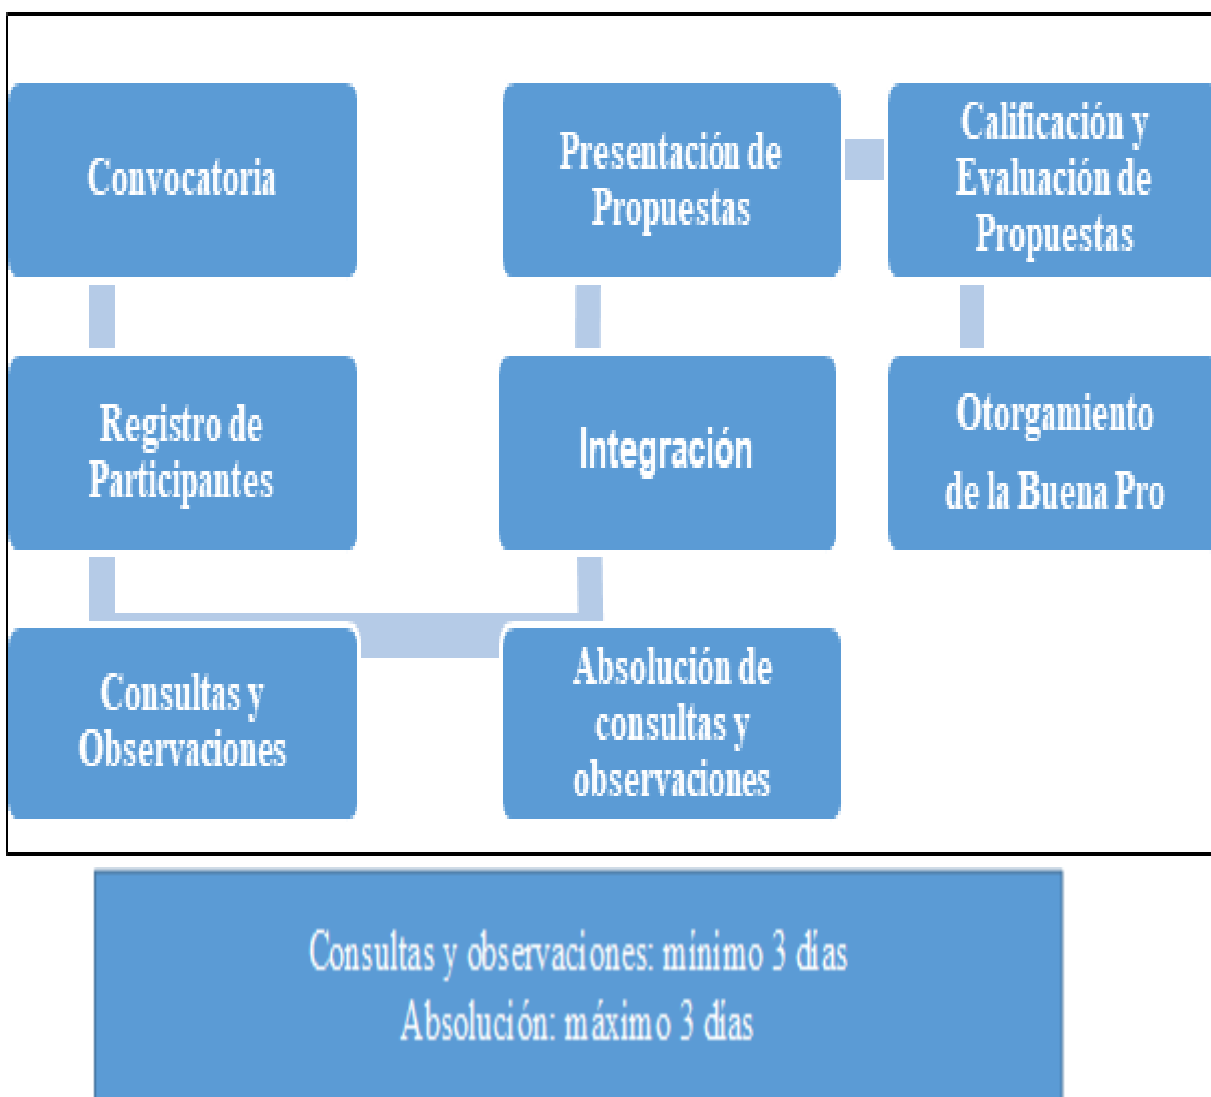 Convocatoria
Registro de
Participantes
Consultas y
Observaciones
Absolución de
consultas y
observaciones
Integración
Presentación de
Propuestas
Calificación y
Evaluación de
Propuestas
Otorgamiento
de la Buena Pro
Consultas y observaciones: mínimo 3 días
Absolución: máximo 3 días